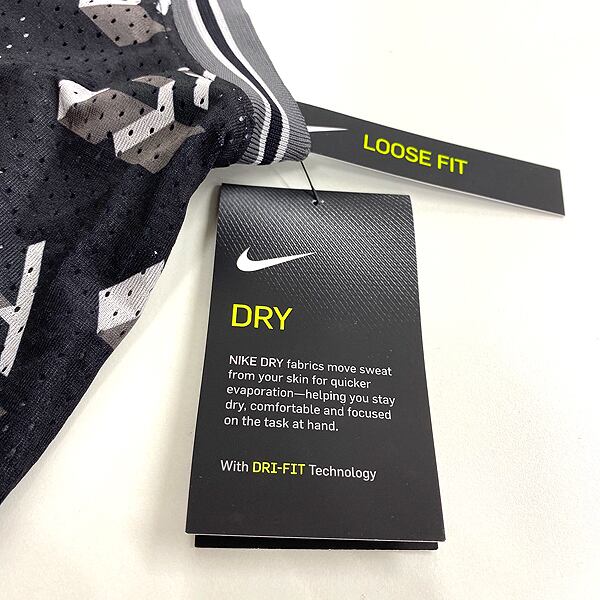 LOOSE FIT
DRY
NIKE DRY fabrics move sweat
from your skin for quicker
evaporation—helping you stay
dry, comfortable and focused
on the task at hand.
With DRI-FIT Technology